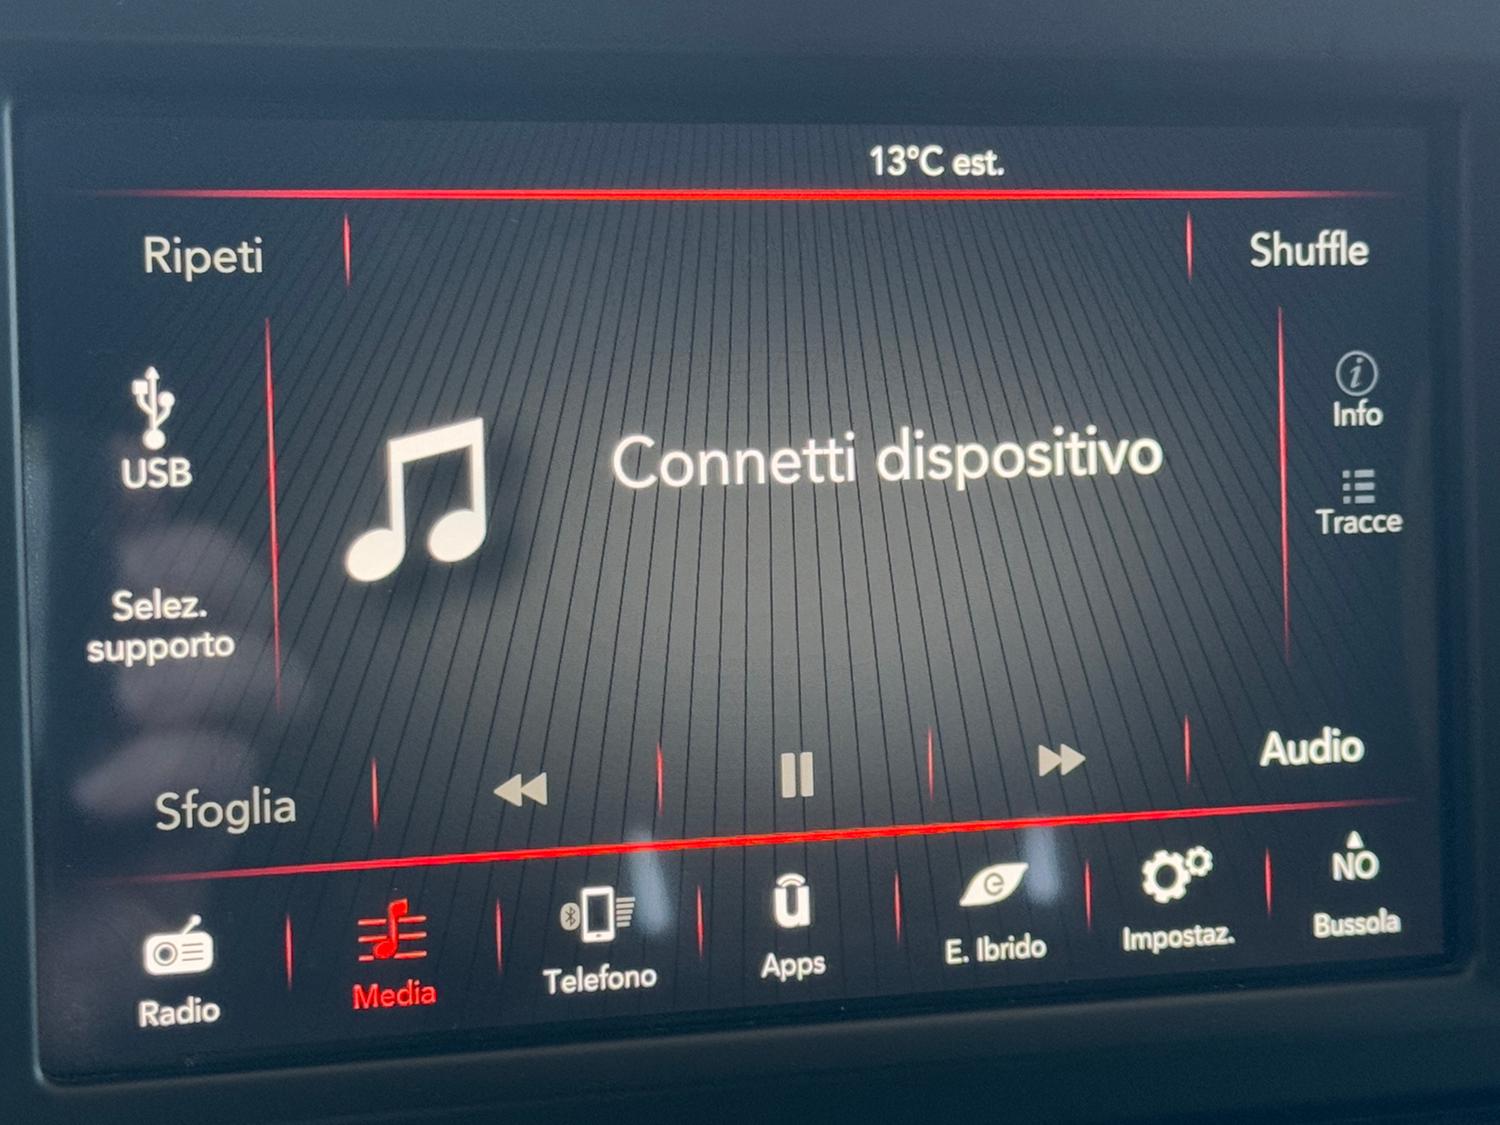 13°C est.
Ripeti
Shuffle
USB
Connetti dispositivo
Info
Tracce
Selez.
supporto
Sfoglia
Audio
Radio
Media
Telefono
u
Apps
e
E. Ibrido
Impostaz.
NO
Bussola